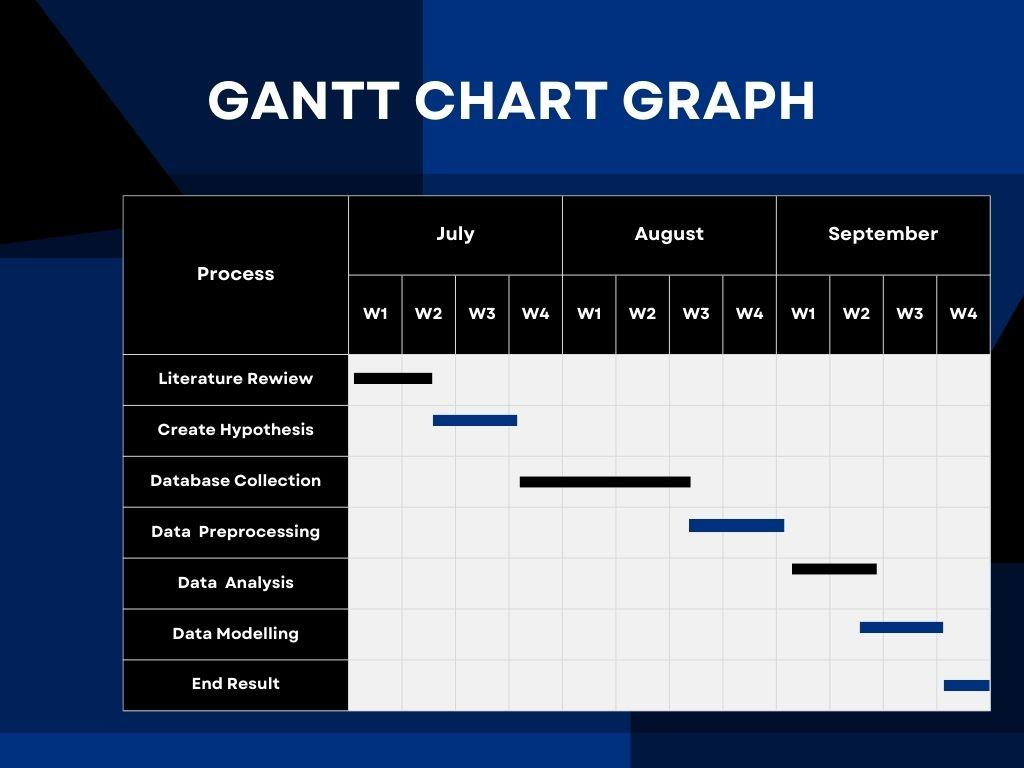 GANTT CHART GRAPH
Process
July August September
W1 W2 W3 W4 W1 W2 W3 W4 W1 W2 W3 W4
Literature Rewiew
Create Hypothesis
Database Collection
Data  Preprocessing
Data  Analysis
Data Modelling
End Result